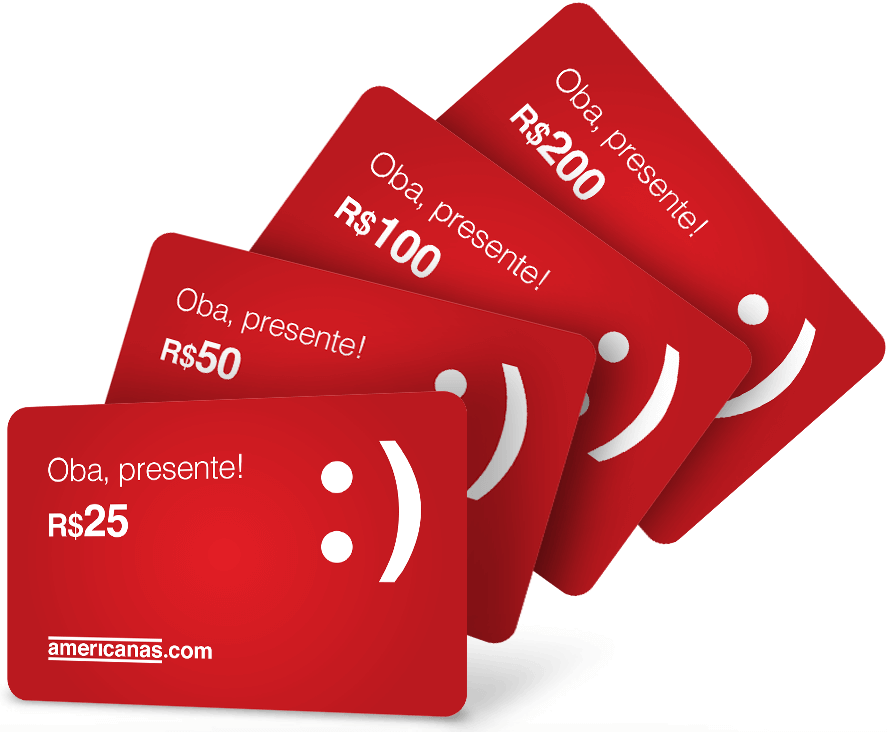 Oba, presente!
R$200
Oba, presente!
R$100
Oba, presente!
R$50
Oba, presente!
R$25
:)
americanas.com